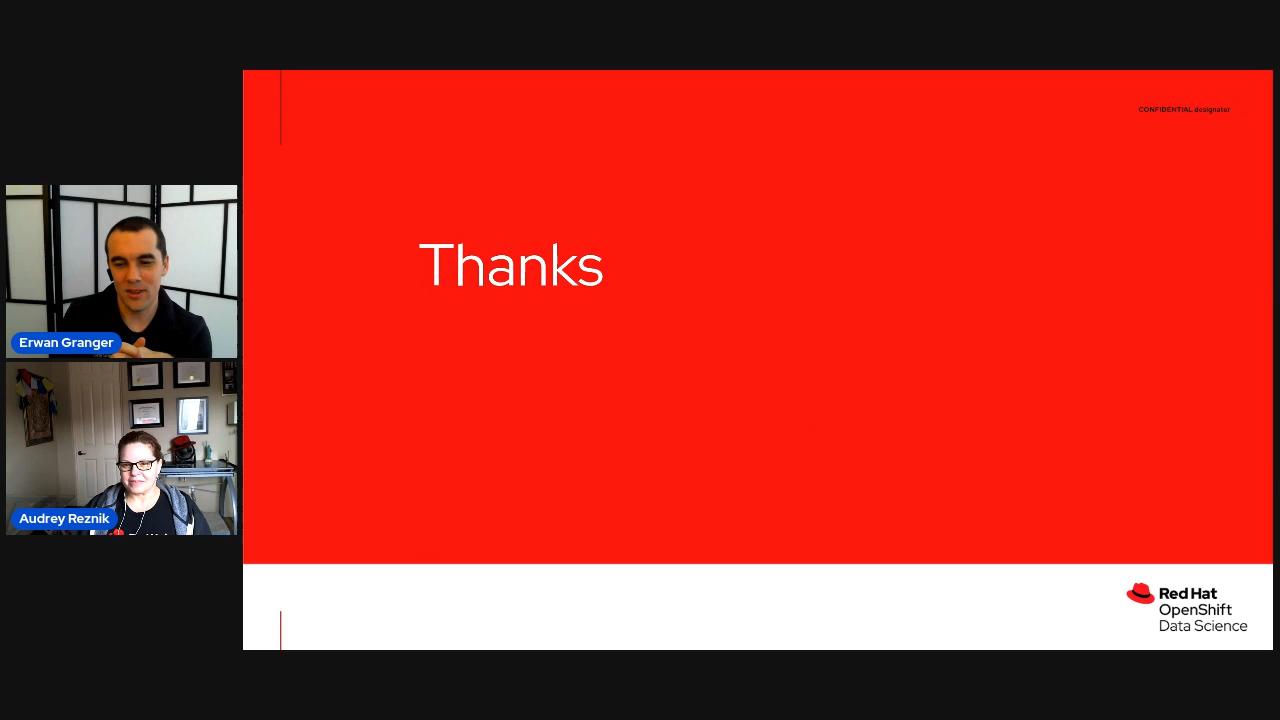 CONFIDENTIAL designator
Thanks
Erwan Granger
Audrey Reznik
Red Hat
OpenShift
Data Science